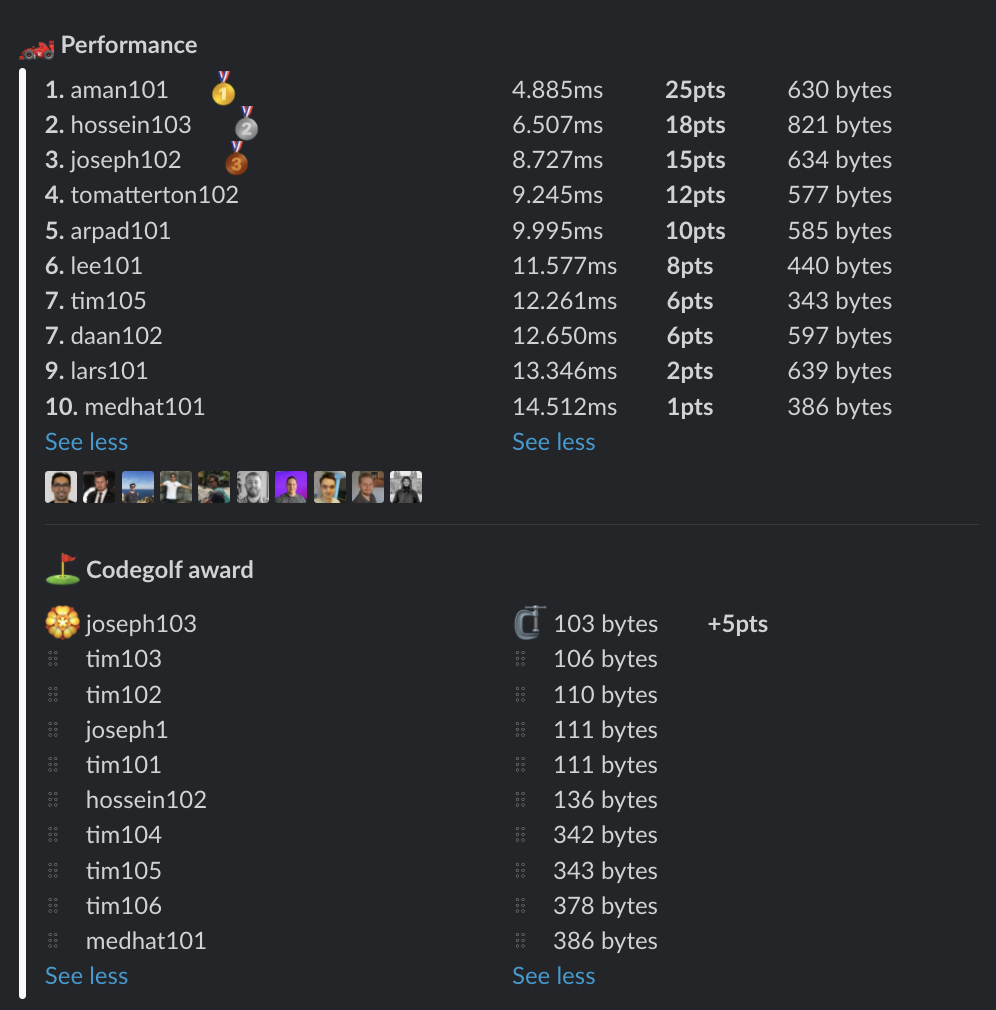 Performance
1. aman101 4.885ms 25pts 630 bytes
2. hossein103 6.507ms 18pts 821 bytes
3. joseph102 8.727ms 15pts 634 bytes
4. tomatterton102 9.245ms 12pts 577 bytes
5. arpad101 9.995ms 10pts 585 bytes
6. lee101 11.577ms 8pts 440 bytes
7. tim105 12.261ms 6pts 343 bytes
7. daan102 12.650ms 6pts 597 bytes
9. lars101 13.346ms 2pts 639 bytes
10. medhat101 14.512ms 1pts 386 bytes
See less See less
Codegolf award
joseph103 103 bytes +5pts
tim103 106 bytes
tim102 110 bytes
joseph1 111 bytes
tim101 111 bytes
hossein102 136 bytes
tim104 342 bytes
tim105 343 bytes
tim106 378 bytes
medhat101 386 bytes
See less See less